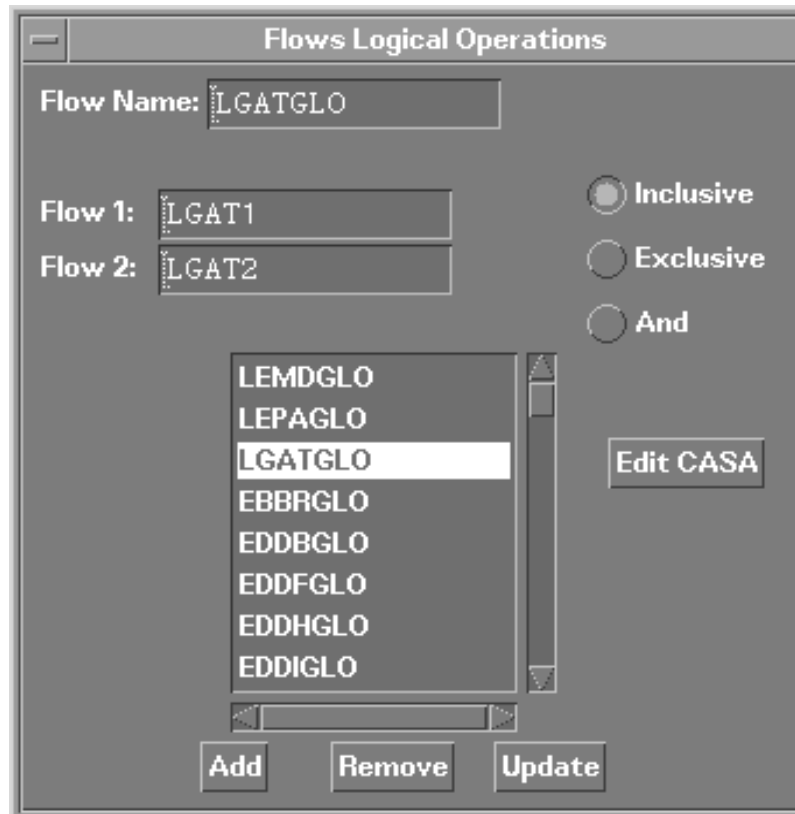 Flows Logical Operations
Flow Name: LGATGLO
Flow 1: LGAT1
Inclusive
Flow 2: LGAT2
Exclusive
And
LEMDGLO
LEPAGLO
LGATGLO
Edit CASA
EBBRGLO
EDDBGLO
EDDFGLO
EDDHGLO
EDDIGLO
Add Remove Update